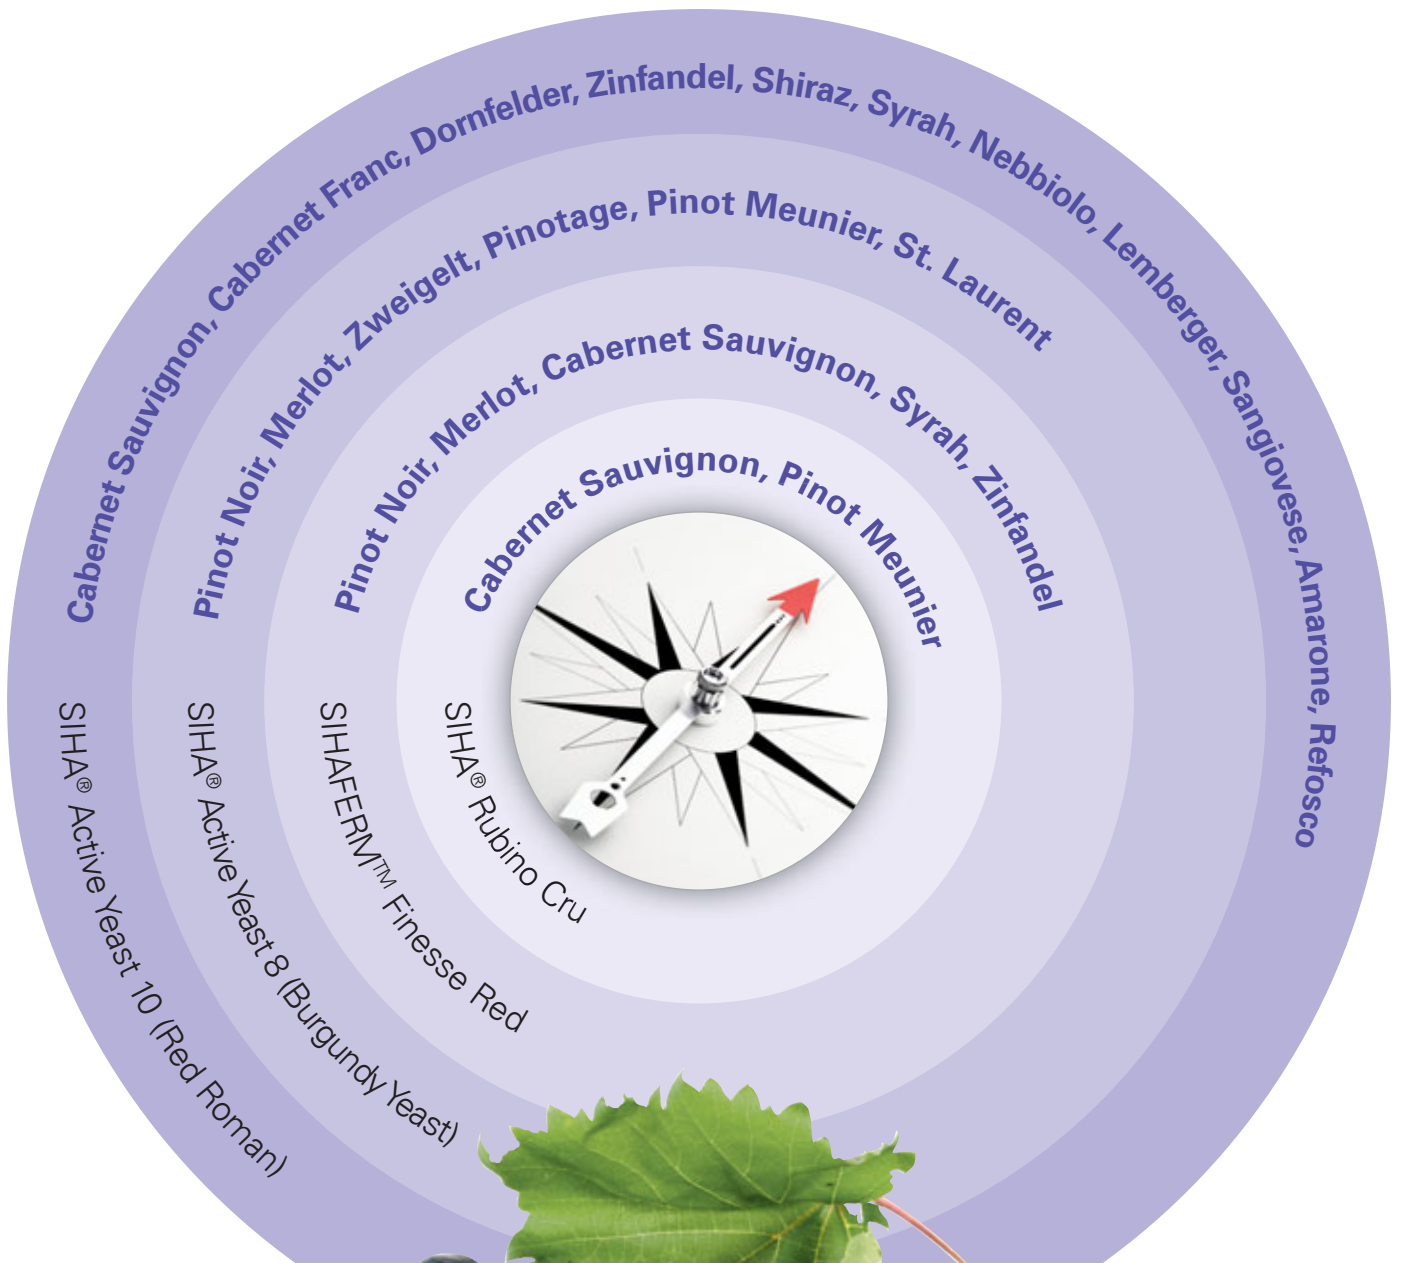 Cabernet Sauvignon, Cabernet Franc, Dornfelder, Zinfandel, Shiraz, Syrah, Nebbiolo, Lemberger, Sangiovese, Amarone, Refosco
Pinot Noir, Merlot, Zweigelt, Pinotage, Pinot Meunier, St. Laurent
Pinot Noir, Merlot, Cabernet Sauvignon, Syrah, Zinfandel
Cabernet Sauvignon, Pinot Meunier
SIHA® Active Yeast 10 (Red Roman)
SIHA® Active Yeast 8 (Burgundy Yeast)
SIHAFERM™ Finesse Red
SIHA® Rubino Cru